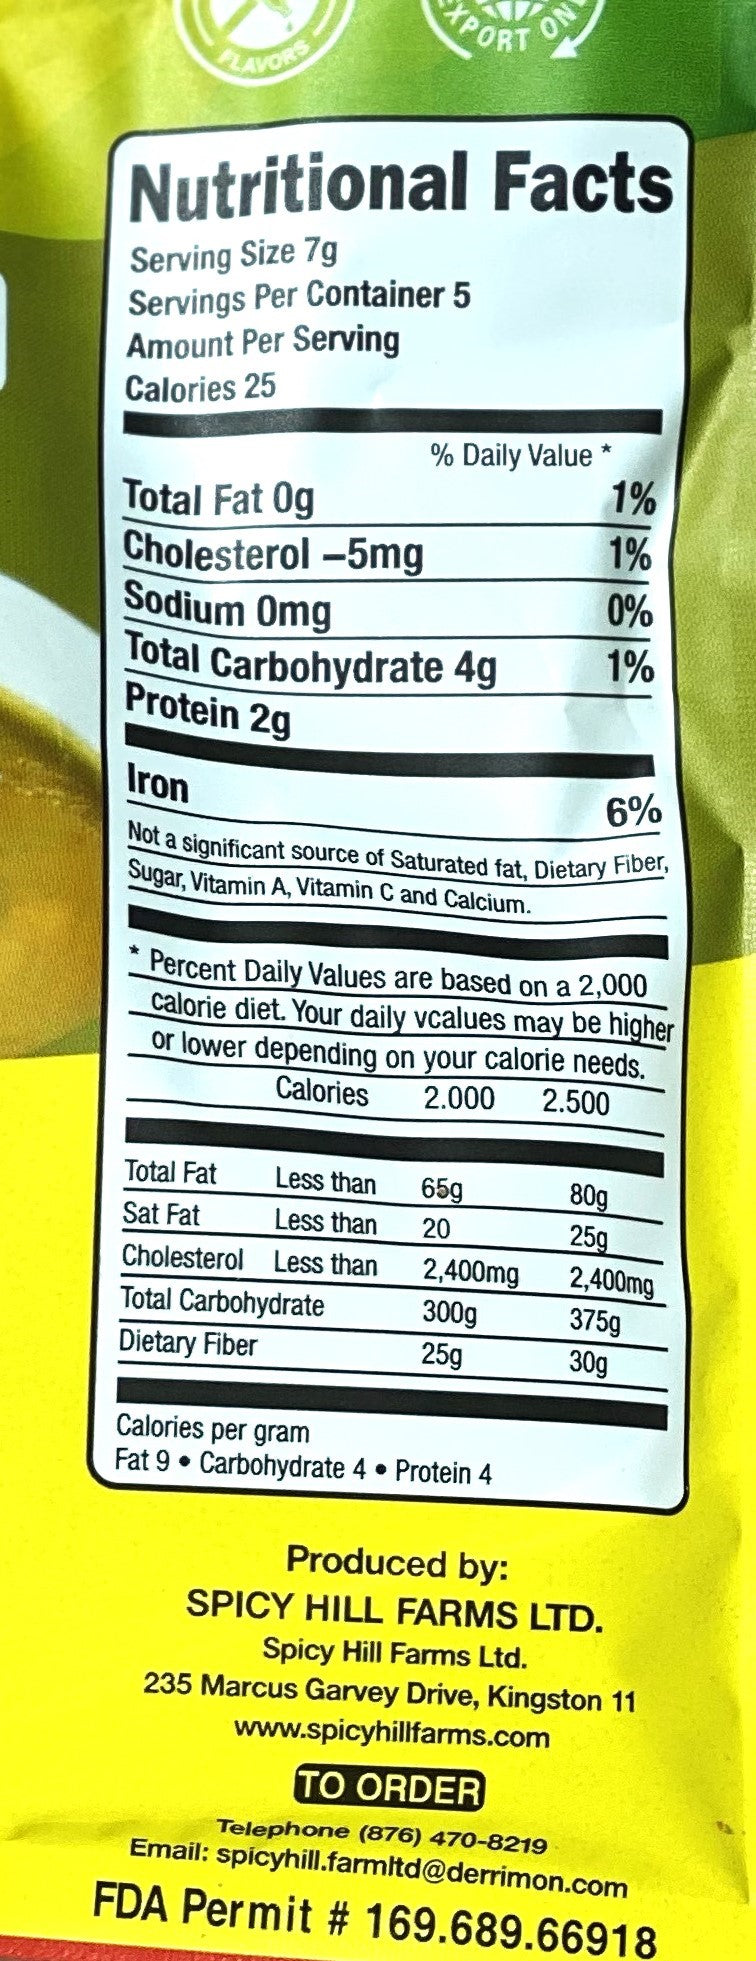 FLAVORS
EXPORT ONL
Nutritional Facts
Serving Size 7g
Servings Per Container 5
Amount Per Serving
Calories 25
% Daily Value *
Total Fat 0g 1%
Cholesterol –5mg 1%
Sodium 0mg 0%
Total Carbohydrate 4g 1%
Protein 2g
Iron 6%
Not a significant source of Saturated fat, Dietary Fiber,
Sugar, Vitamin A, Vitamin C and Calcium.
* Percent Daily Values are based on a 2,000
calorie diet. Your daily vcalues may be higher
or lower depending on your calorie needs.
Calories 2.000 2.500
Total Fat Less than 65g 80g
Sat Fat Less than 20 25g
Cholesterol Less than 2,400mg 2,400mg
Total Carbohydrate 300g 375g
Dietary Fiber 25g 30g
Calories per gram
Fat 9 • Carbohydrate 4 • Protein 4
Produced by:
SPICY HILL FARMS LTD.
Spicy Hill Farms Ltd.
235 Marcus Garvey Drive, Kingston 11
www.spicyhillfarms.com
TO ORDER
Telephone (876) 470-8219
Email: spicyhill.farmltd@derrimon.com
FDA Permit # 169.689.66918